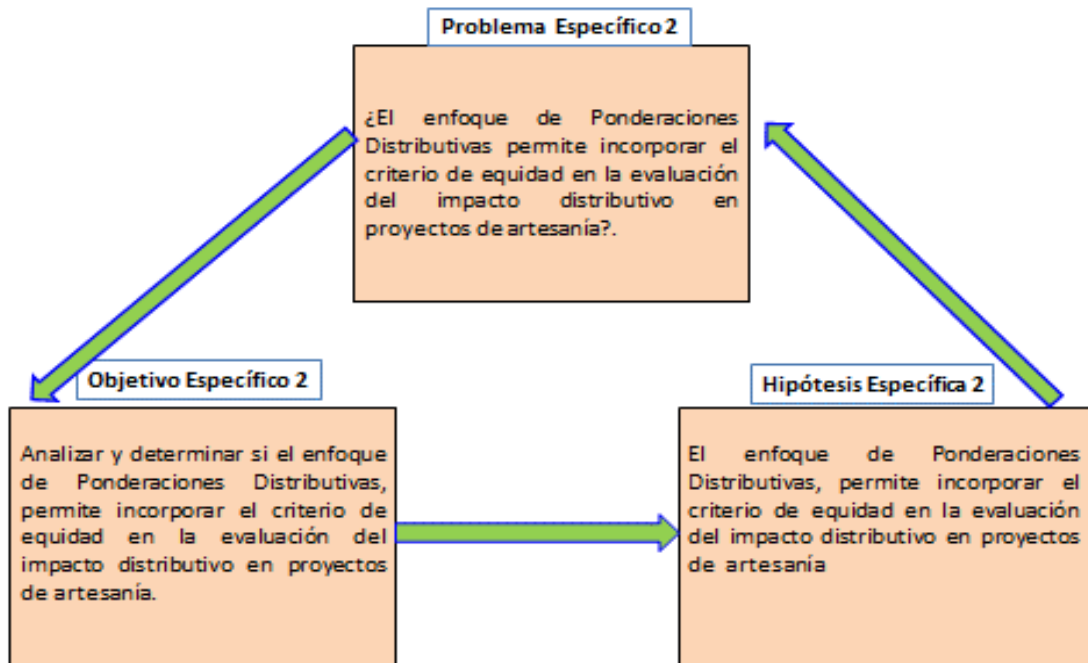 Problema Específico 2
¿El enfoque de Ponderaciones
Distributivas permite incorporar el
criterio de equidad en la evaluación
del impacto distributivo en
proyectos de artesanía?.
Objetivo Específico 2
Analizar y determinar si el enfoque
de Ponderaciones Distributivas,
permite incorporar el criterio de
equidad en la evaluación del
impacto distributivo en proyectos
de artesanía.
Hipótesis Específica 2
El enfoque de Ponderaciones
Distributivas, permite incorporar el
criterio de equidad en la evaluación
del impacto distributivo en proyectos
de artesanía